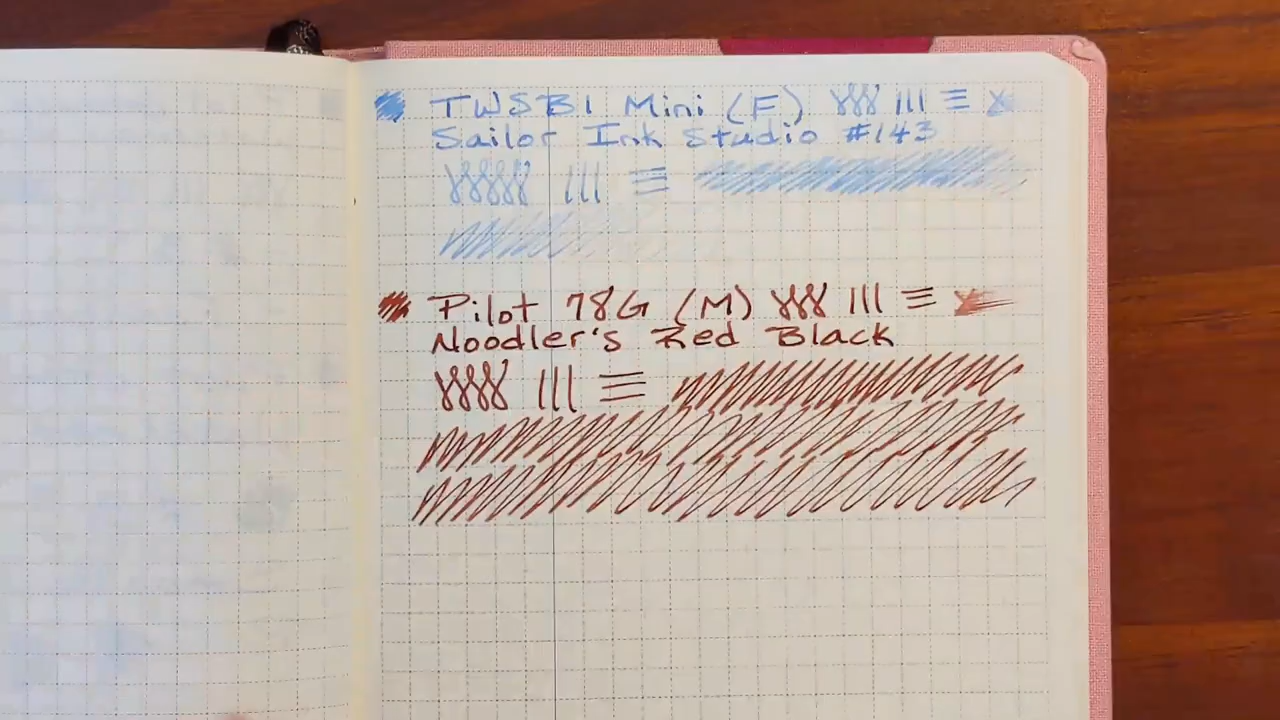 TWSBI Mini (F)
Sailor Ink Studio #143
Pilot 78G (M)
Noodler's Red Black